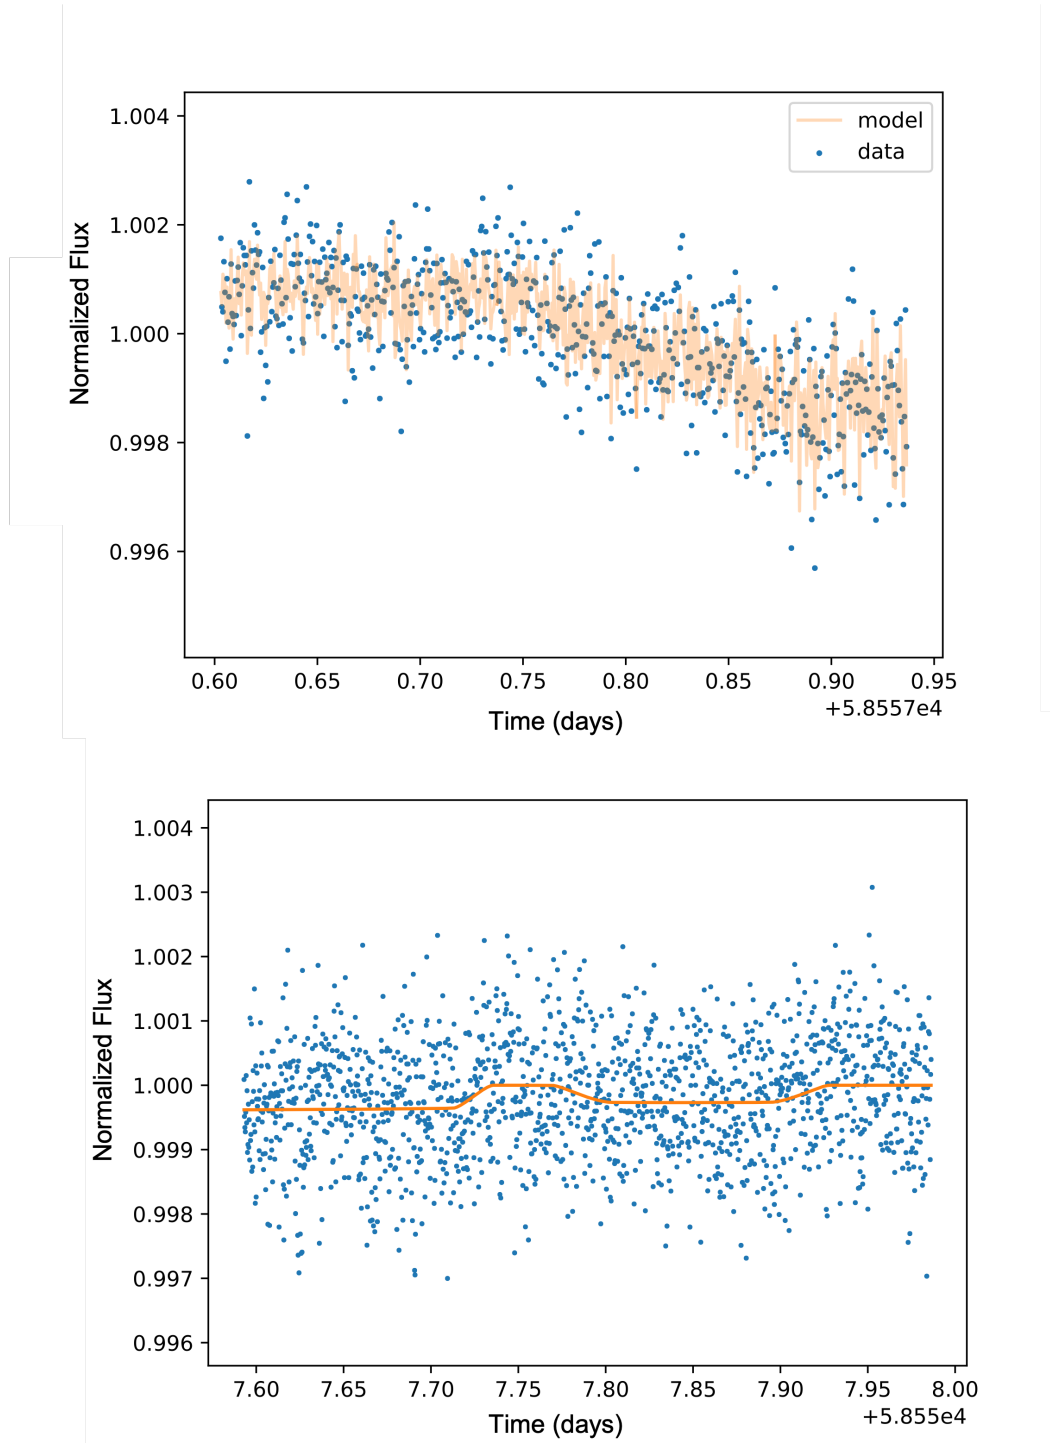 1.004
model
data
1.002
1.000
0.998
0.996
Normalized Flux
0.60 0.65 0.70 0.75 0.80 0.85 0.90 0.95
+5.8557e4
Time (days)
1.004
1.003
1.002
1.001
1.000
0.999
0.998
0.997
0.996
Normalized Flux
7.60 7.65 7.70 7.75 7.80 7.85 7.90 7.95 8.00
+5.855e4
Time (days)